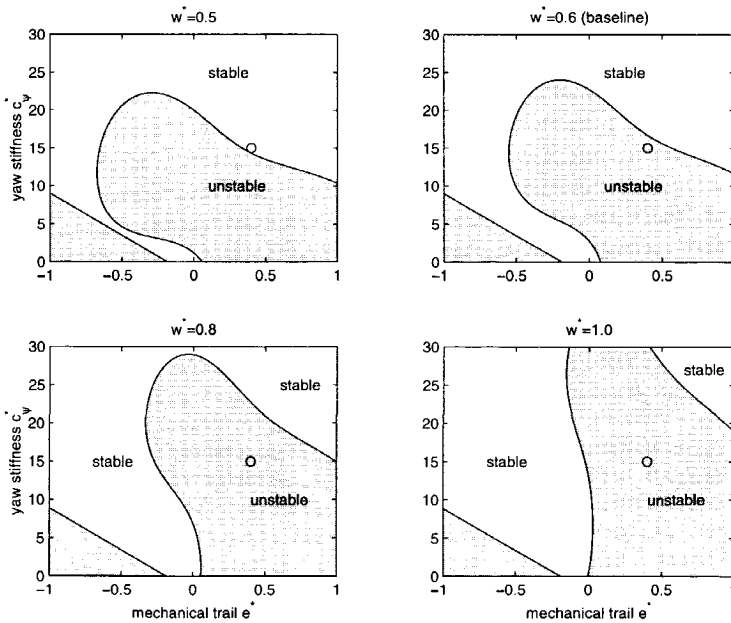 w*=0.5
30
25
20
15
10
5
0
yaw stiffness c*ψ
stable
unstable
-1 -0.5 0 0.5 1
w*=0.6 (baseline)
30
25
20
15
10
5
0
stable
unstable
-1 -0.5 0 0.5 1
w*=0.8
30
25
20
15
10
5
0
yaw stiffness c*ψ
stable
stable
unstable
-1 -0.5 0 0.5 1
mechanical trail e*
w*=1.0
30
25
20
15
10
5
0
stable
stable
unstable
-1 -0.5 0 0.5 1
mechanical trail e*